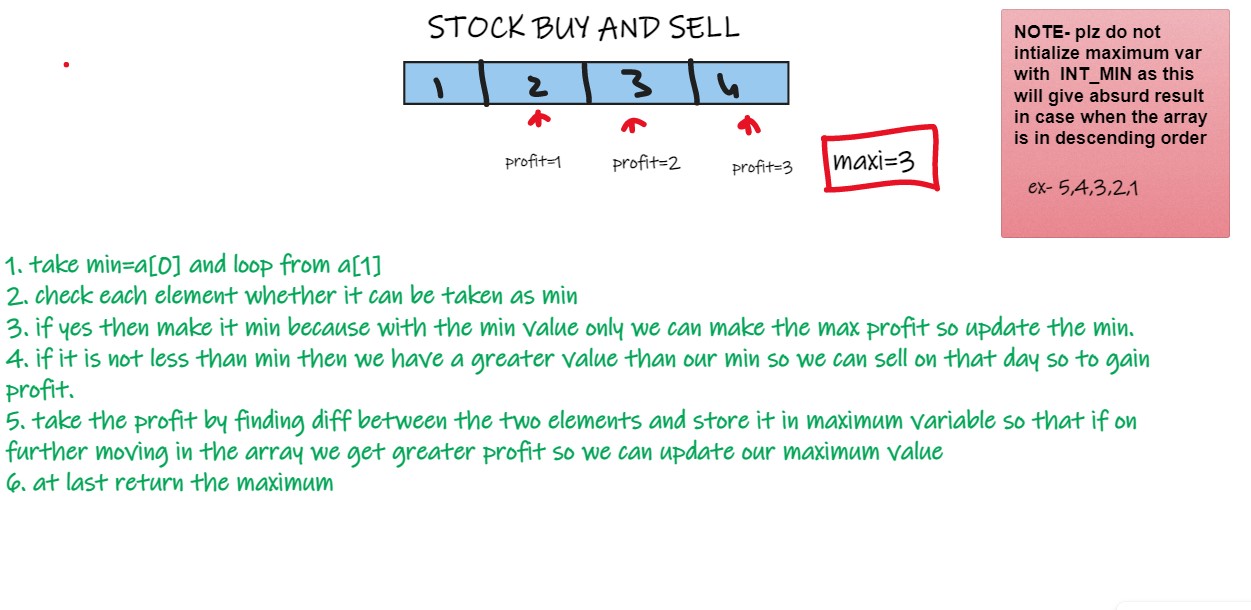 STOCK BUY AND SELL
1 2 3 4
profit=1 profit=2 profit=3
maxi=3
NOTE- plz do not
intialize maximum var
with INT_MIN as this
will give absurd result
in case when the array
is in descending order
ex- 5,4,3,2,1
1. take min=a[0] and loop from a[1]
2. check each element whether it can be taken as min
3. if yes then make it min because with the min value only we can make the max profit so update the min.
4. if it is not less than min then we have a greater value than our min so we can sell on that day so to gain
profit.
5. take the profit by finding diff between the two elements and store it in maximum variable so that if on
further moving in the array we get greater profit so we can update our maximum value
6. at last return the maximum